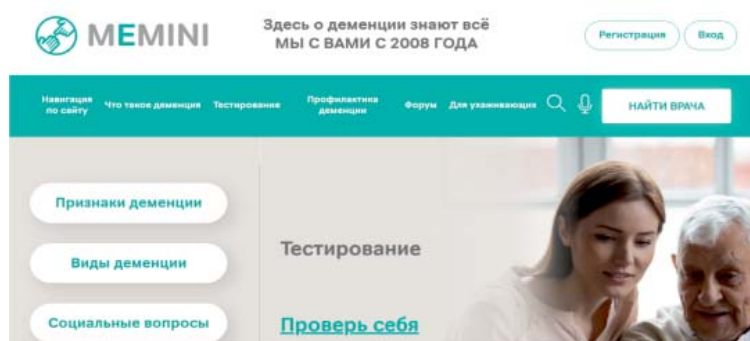 MEMINI
Здесь о деменции знают всё
МЫ С ВАМИ С 2008 ГОДА
Регистрация
Вход
Навигация
по сайту
Что такое деменция
Тестирование
Профилактика
деменции
Форум
Для ухаживающих
НАЙТИ ВРАЧА
Признаки деменции
Виды деменции
Социальные вопросы
Тестирование
Проверь себя